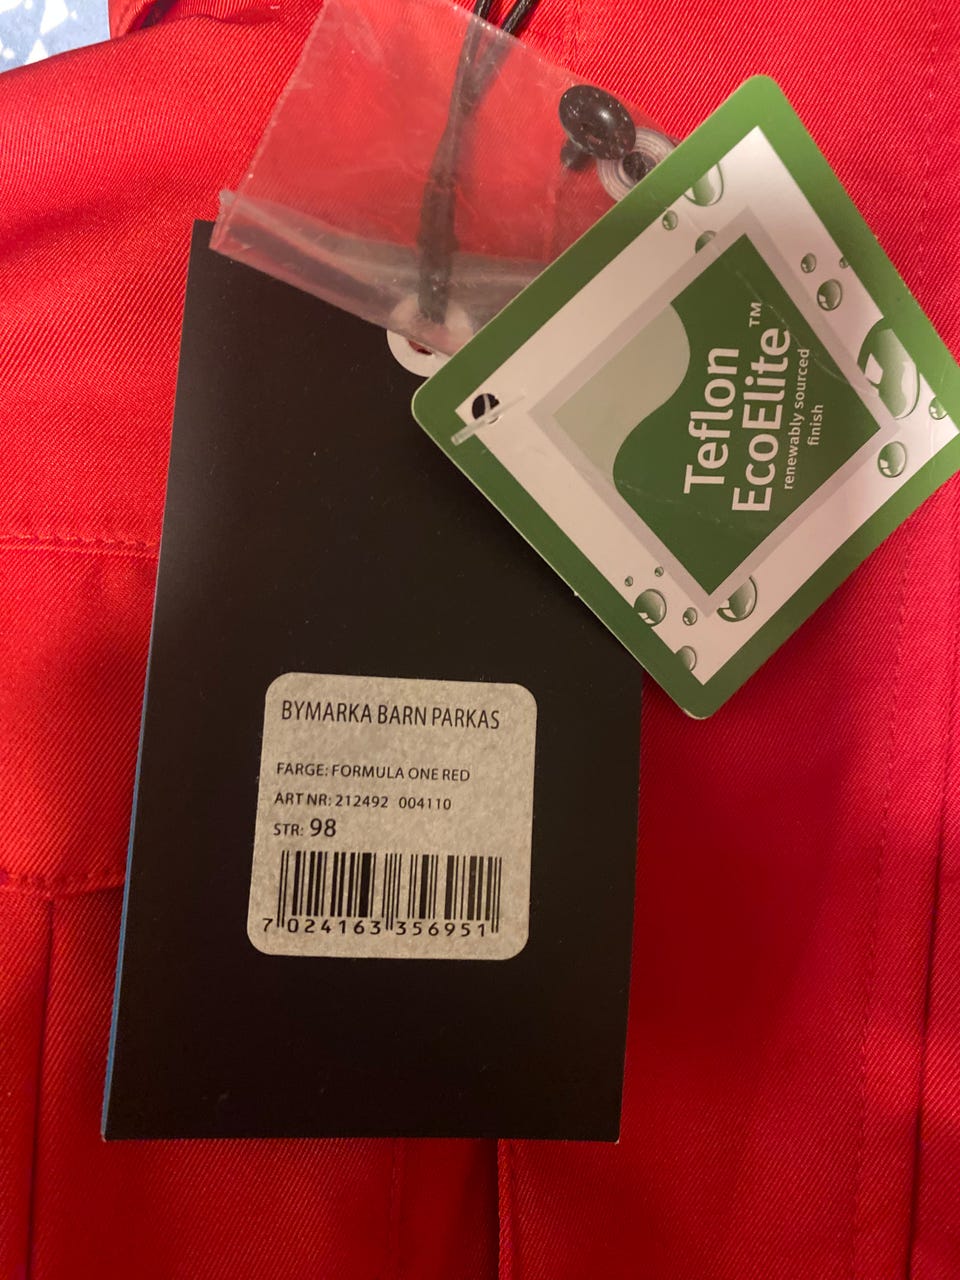 Teflon
EcoElite™
renewably sourced
finish
BYMARKA BARN PARKAS
FARGE: FORMULA ONE RED
ART NR: 212492 004110
STR: 98
7 024163 356951